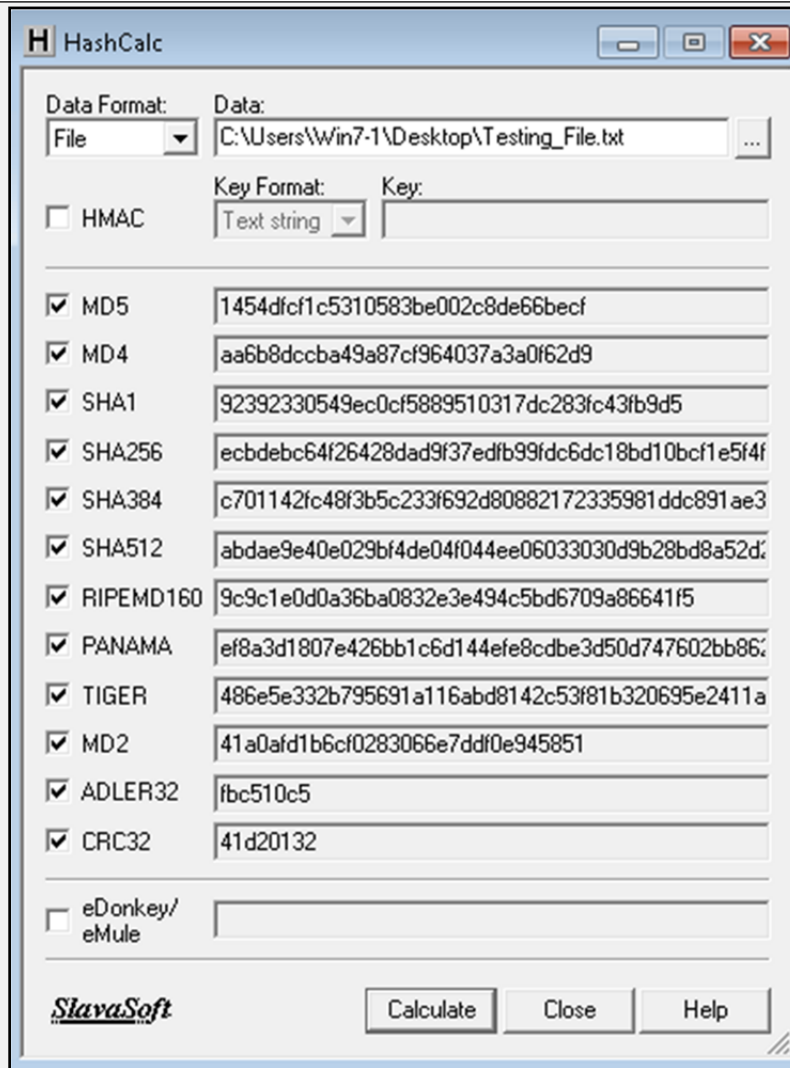 H HashCalc
Data Format: Data:
File C:\Users\Win7-1\Desktop\Testing_File.txt ...
Key Format: Key:
HMAC Text string
MD5 1454dfcf1c5310583be002c8de66becf
MD4 aa6b8dccba49a87cf964037a3a0f62d9
SHA1 92392330549ec0cf5889510317dc283fc43fb9d5
SHA256 ecbdebc64f26428dad9f37edfb99fdc6dc18bd10bcf1e5f4f
SHA384 c701142fc48f3b5c233f692d80882172335981ddc891ae3
SHA512 abdae9e40e029bf4de04f044ee06033030d9b28bd8a52d2
RIPEMD160 9c9c1e0d0a36ba0832e3e494c5bd6709a86641f5
PANAMA ef8a3d1807e426bb1c6d144efe8cdbe3d50d747602bb862
TIGER 486e5e332b795691a116abd8142c53f81b320695e2411a
MD2 41a0afd1b6cf0283066e7ddf0e945851
ADLER32 fbc510c5
CRC32 41d20132
eDonkey/
eMule
SlavaSoft Calculate Close Help